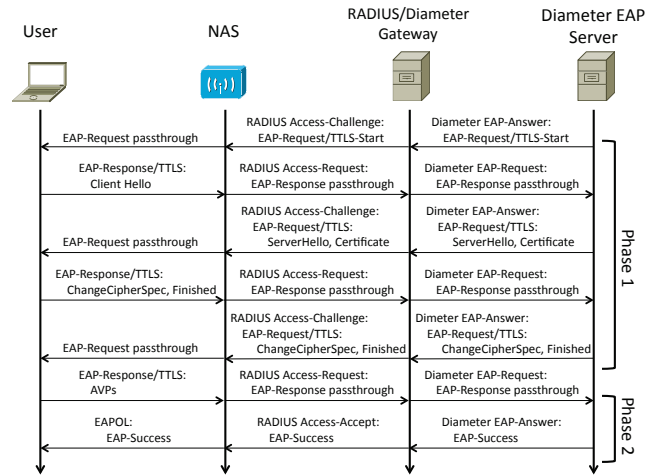 User
NAS
RADIUS/Diameter
Gateway
Diameter EAP
Server
((i))
EAP-Request passthrough
RADIUS Access-Challenge:
EAP-Request/TTLS-Start
Diameter EAP-Answer:
EAP-Request/TTLS-Start
EAP-Response/TTLS:
Client Hello
RADIUS Access-Request:
EAP-Response passthrough
Diameter EAP-Request:
EAP-Response passthrough
EAP-Request passthrough
RADIUS Access-Challenge:
EAP-Request/TTLS:
ServerHello, Certificate
Dimeter EAP-Answer:
EAP-Request/TTLS:
ServerHello, Certificate
EAP-Response/TTLS:
ChangeCipherSpec, Finished
RADIUS Access-Request:
EAP-Response passthrough
Diameter EAP-Request:
EAP-Response passthrough
EAP-Request passthrough
RADIUS Access-Challenge:
EAP-Request/TTLS:
ChangeCipherSpec, Finished
Dimeter EAP-Answer:
EAP-Request/TTLS:
ChangeCipherSpec, Finished
Phase 1
EAP-Response/TTLS:
AVPs
RADIUS Access-Request:
EAP-Response passthrough
Diameter EAP-Request:
EAP-Response passthrough
EAPOL:
EAP-Success
RADIUS Access-Accept:
EAP-Success
Diameter EAP-Answer:
EAP-Success
Phase 2